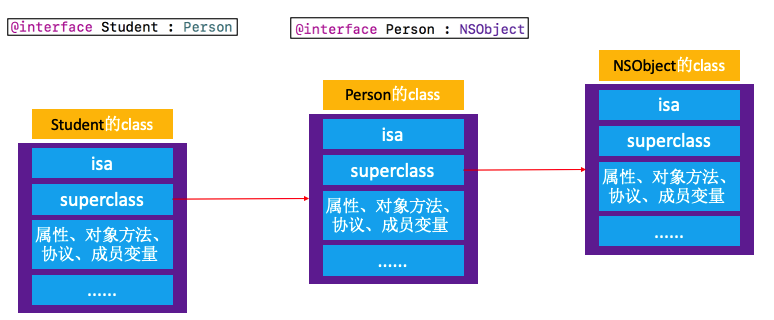 @interface Student : Person
@interface Person : NSObject
Student的class
isa
superclass
属性、对象方法、
协议、成员变量
......
Person的class
isa
superclass
属性、对象方法、
协议、成员变量
......
NSObject的class
isa
superclass
属性、对象方法、
协议、成员变量
......